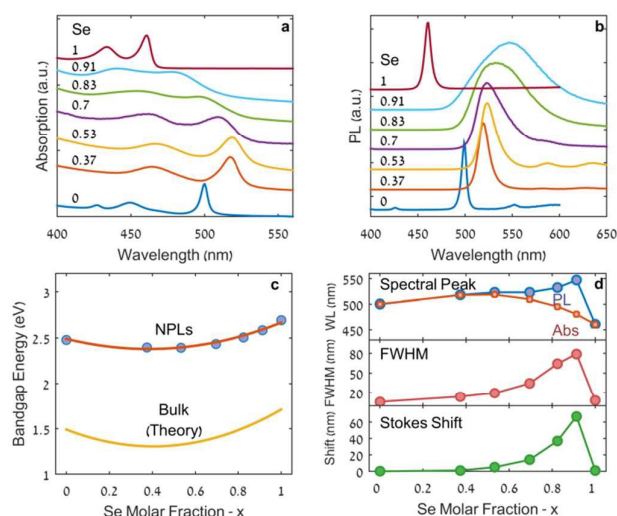 a
Se
1
0.91
0.83
0.7
0.53
0.37
0
Absorption (a.u.)
400 450 500 550
Wavelength (nm)
b
Se
1
0.91
0.83
0.7
0.53
0.37
0
PL (a.u.)
400 450 500 550 600 650
Wavelength (nm)
c
Bandgap Energy (eV)
3.2
2.5
1.5
1
NPLs
Bulk
(Theory)
0 0.2 0.4 0.6 0.8 1
Se Molar Fraction - x
d
Spectral Peak
PL
Abs
WL (nm)
550
500
450
FWHM
FWHM (nm)
80
60
20
Stokes Shift
Shift (nm)
60
40
20
0
0 0.2 0.4 0.6 0.8 1
Se Molar Fraction - x